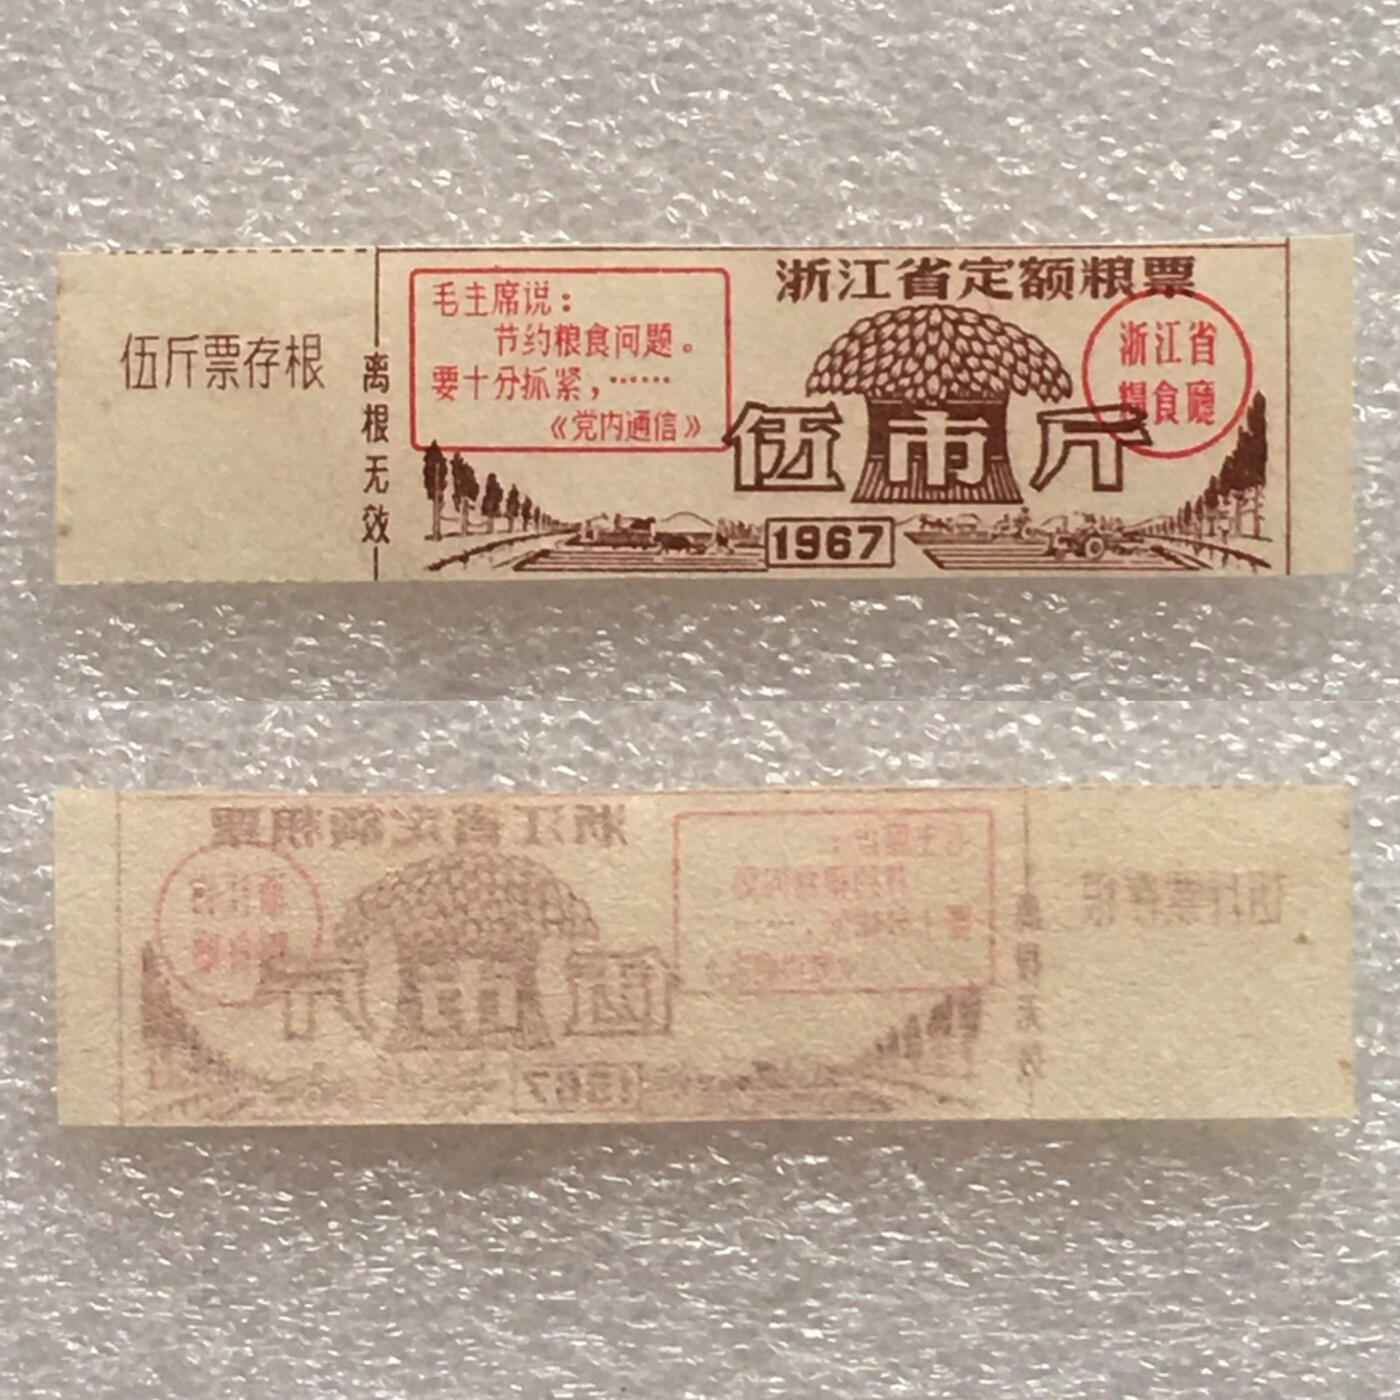 伍斤票存根
离根无效
毛主席说：
节约粮食问题。
要十分抓紧，……
《党内通信》
浙江省定额粮票
浙江省
糧食廳
伍市斤
1967